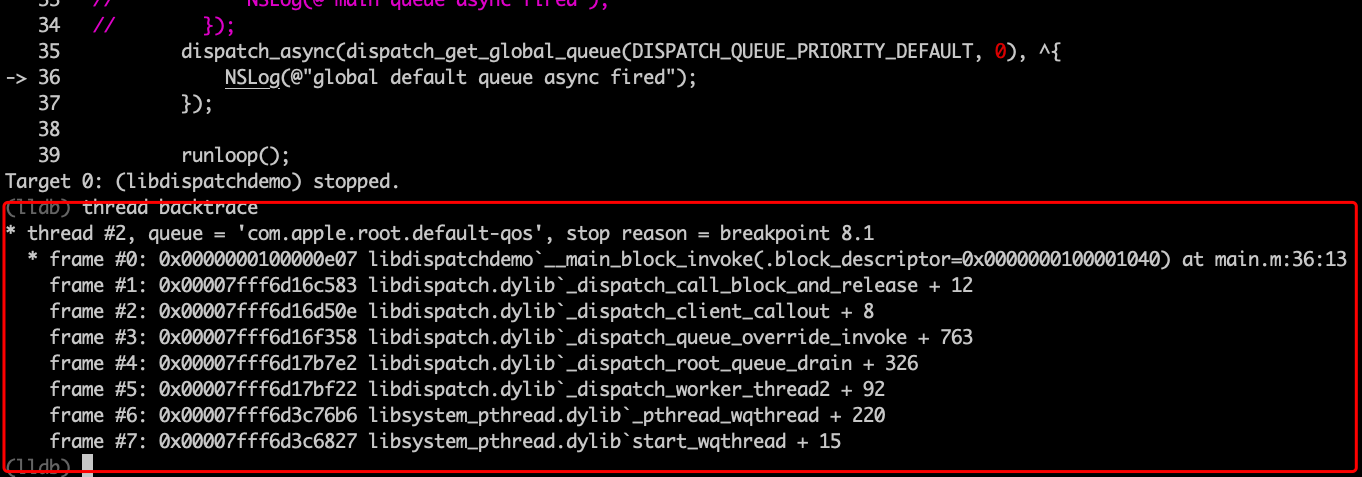 33  //            NSLog(@"main queue async fired");
34  //        });
35          dispatch_async(dispatch_get_global_queue(DISPATCH_QUEUE_PRIORITY_DEFAULT, 0), ^{
-> 36              NSLog(@"global default queue async fired");
37          });
38
39          runloop();
Target 0: (libdispatchdemo) stopped.
(lldb) thread backtrace
* thread #2, queue = 'com.apple.root.default-qos', stop reason = breakpoint 8.1
  * frame #0: 0x0000000100000e07 libdispatchdemo`__main_block_invoke(.block_descriptor=0x0000000100001040) at main.m:36:13
    frame #1: 0x00007fff6d16c583 libdispatch.dylib`_dispatch_call_block_and_release + 12
    frame #2: 0x00007fff6d16d50e libdispatch.dylib`_dispatch_client_callout + 8
    frame #3: 0x00007fff6d16f358 libdispatch.dylib`_dispatch_queue_override_invoke + 763
    frame #4: 0x00007fff6d17b7e2 libdispatch.dylib`_dispatch_root_queue_drain + 326
    frame #5: 0x00007fff6d17bf22 libdispatch.dylib`_dispatch_worker_thread2 + 92
    frame #6: 0x00007fff6d3c76b6 libsystem_pthread.dylib`_pthread_wqthread + 220
    frame #7: 0x00007fff6d3c6827 libsystem_pthread.dylib`start_wqthread + 15
(lldb)